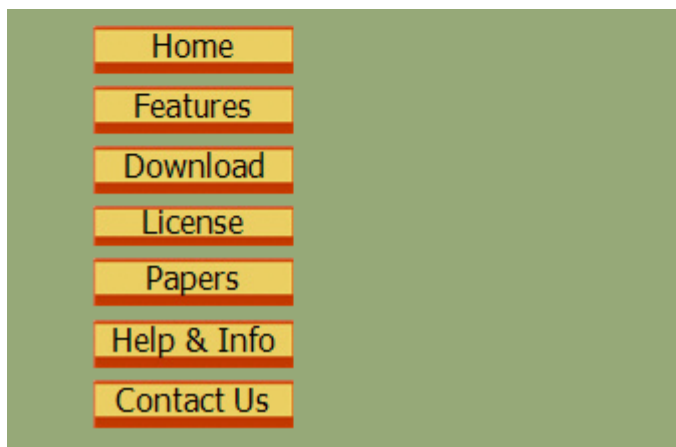 Home
Features
Download
License
Papers
Help & Info
Contact Us